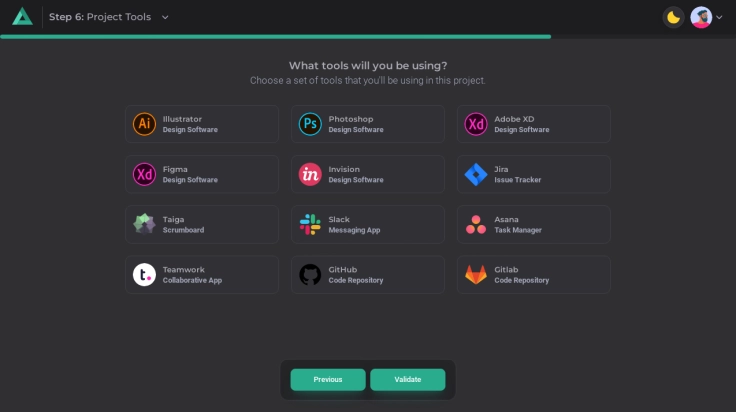 Step 6: Project Tools
What tools will you be using?
Choose a set of tools that you'll be using in this project.
Ai
Illustrator
Design Software
Ps
Photoshop
Design Software
Xd
Adobe XD
Design Software
Xd
Figma
Design Software
in
Invision
Design Software
Jira
Issue Tracker
Taiga
Scrumboard
Slack
Messaging App
Asana
Task Manager
t.
Teamwork
Collaborative App
GitHub
Code Repository
Gitlab
Code Repository
Previous
Validate